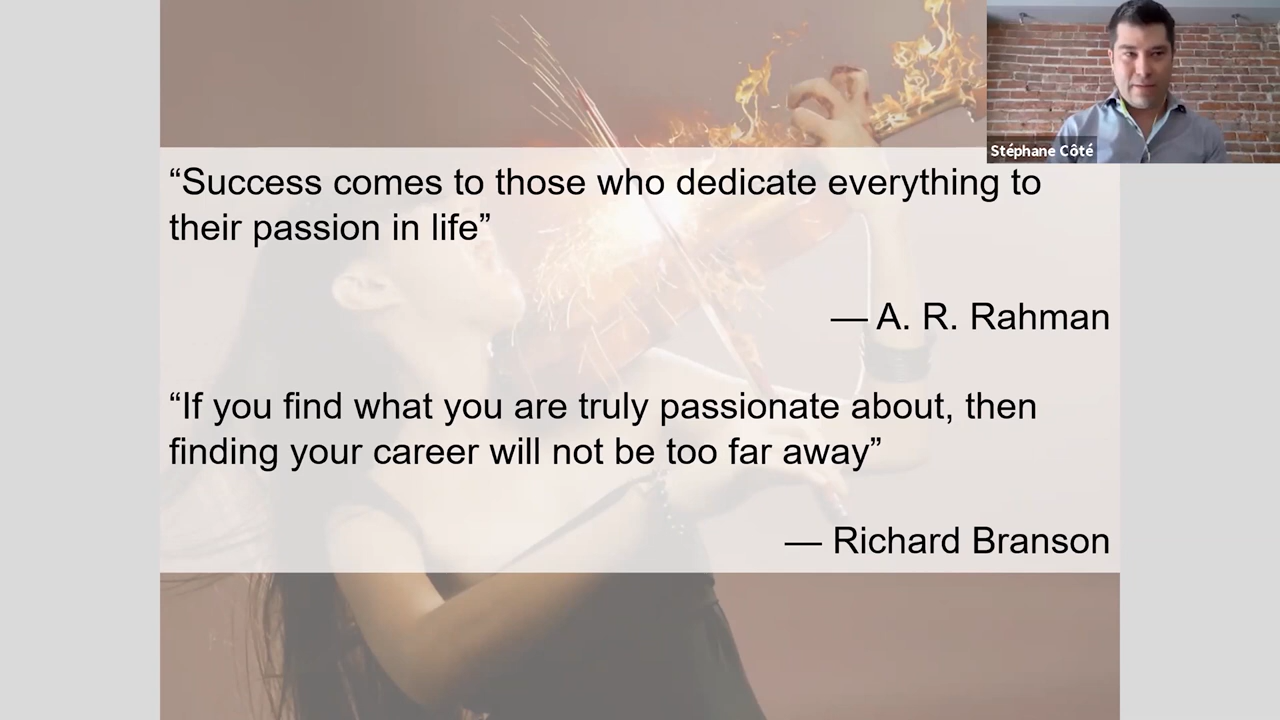 Stéphane Côté
“Success comes to those who dedicate everything to
their passion in life”
— A. R. Rahman
“If you find what you are truly passionate about, then
finding your career will not be too far away”
— Richard Branson